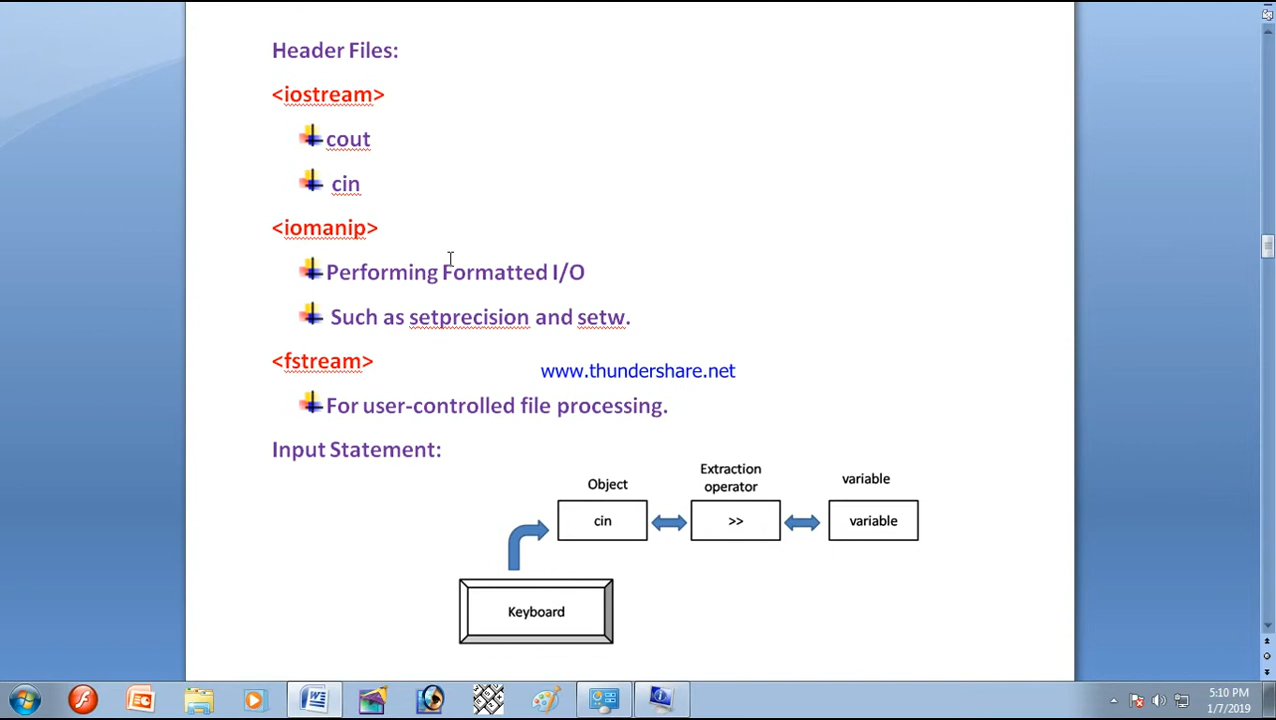 Header Files:
<iostream>
cout
cin
<iomanip>
Performing Formatted I/O
Such as setprecision and setw.
<fstream>
www.thundershare.net
For user-controlled file processing.
Input Statement:
Object
Extraction
operator
variable
cin
>>
variable
Keyboard
5:10 PM
1/7/2019